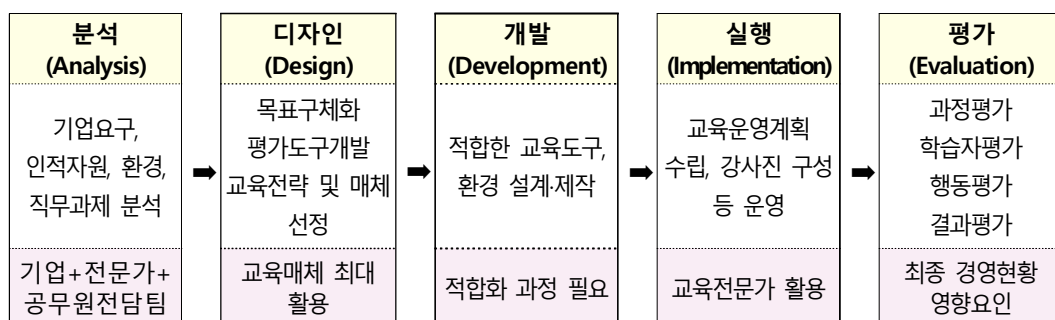 분석
(Analysis)
기업요구,
인적자원, 환경,
직무과제 분석
기업+전문가+
공무원전담팀
➡
디자인
(Design)
목표구체화
평가도구개발
교육전략 및 매체
선정
교육매체 최대
활용
➡
개발
(Development)
적합한 교육도구,
환경 설계·제작
적합화 과정 필요
➡
실행
(Implementation)
교육운영계획
수립, 강사진 구성
등 운영
교육전문가 활용
➡
평가
(Evaluation)
과정평가
학습자평가
행동평가
결과평가
최종 경영현황
영향요인